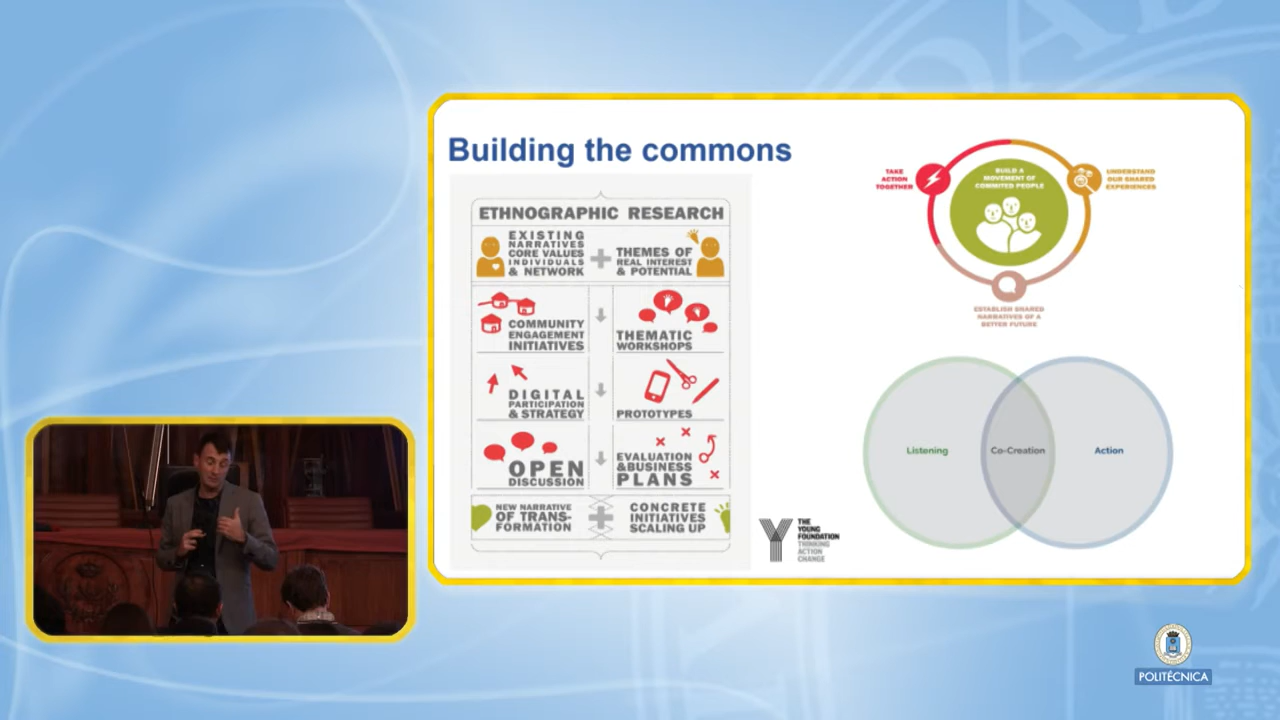 Building the commons
ETHNOGRAPHIC RESEARCH
EXISTING
NARRATIVES
CORE VALUES
INDIVIDUALS
& NETWORK
THEMES OF
REAL INTEREST
& POTENTIAL
COMMUNITY
ENGAGEMENT
INITIATIVES
THEMATIC
WORKSHOPS
DIGITAL
PARTICIPATION
& STRATEGY
PROTOTYPES
OPEN
DISCUSSION
EVALUATION
&BUSINESS
PLANS
NEW NARRATIVE
OF TRANS-
FORMATION
CONCRETE
INITIATIVES
SCALING UP
THE
YOUNG
FOUNDATION
THINKING
ACTION
CHANGE
TAKE
ACTION
TOGETHER
BUILD A
MOVEMENT OF
COMMITED PEOPLE
UNDERSTAND
OUR SHARED
EXPERIENCES
ESTABLISH SHARED
NARRATIVES OF A
BETTER FUTURE
Listening
Co-Creation
Action
POLITÉCNICA